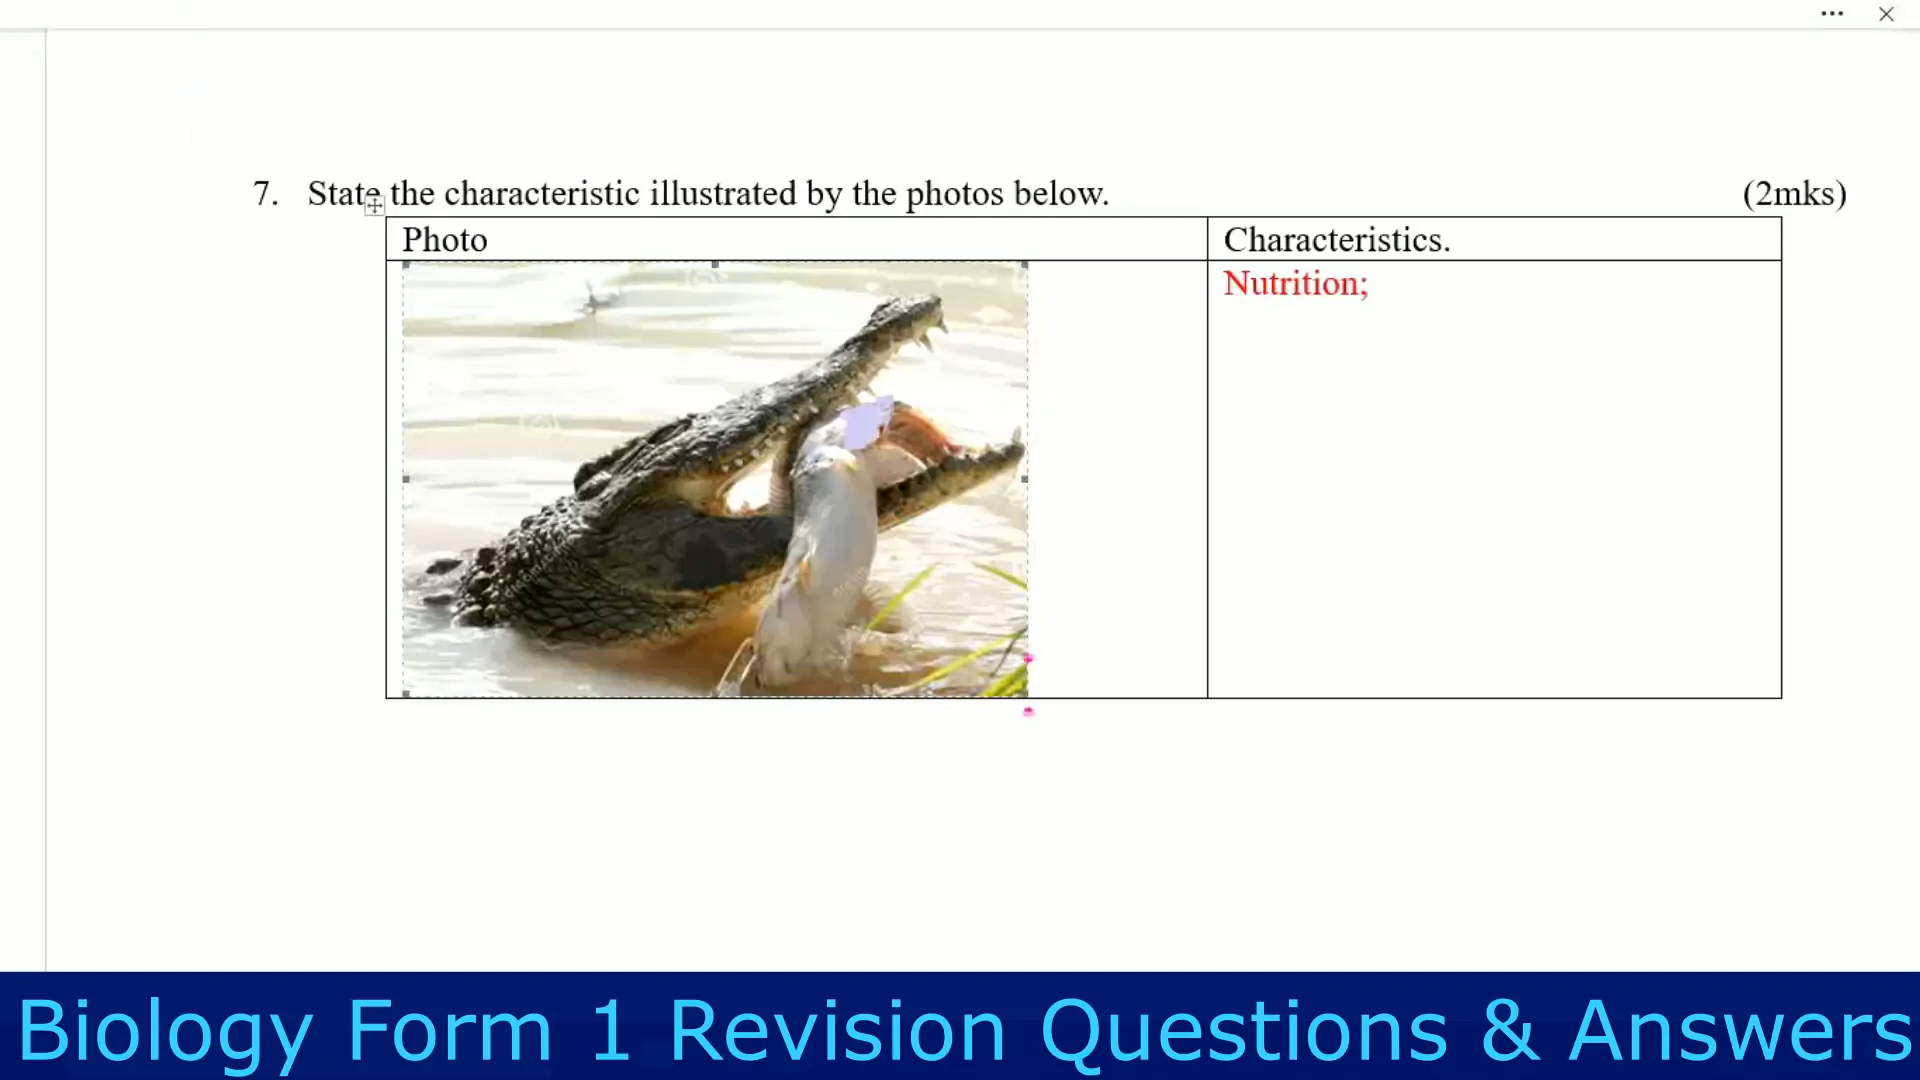 7. State the characteristic illustrated by the photos below. (2mks)
Photo Characteristics.
Nutrition;
Biology Form 1 Revision Questions & Answers